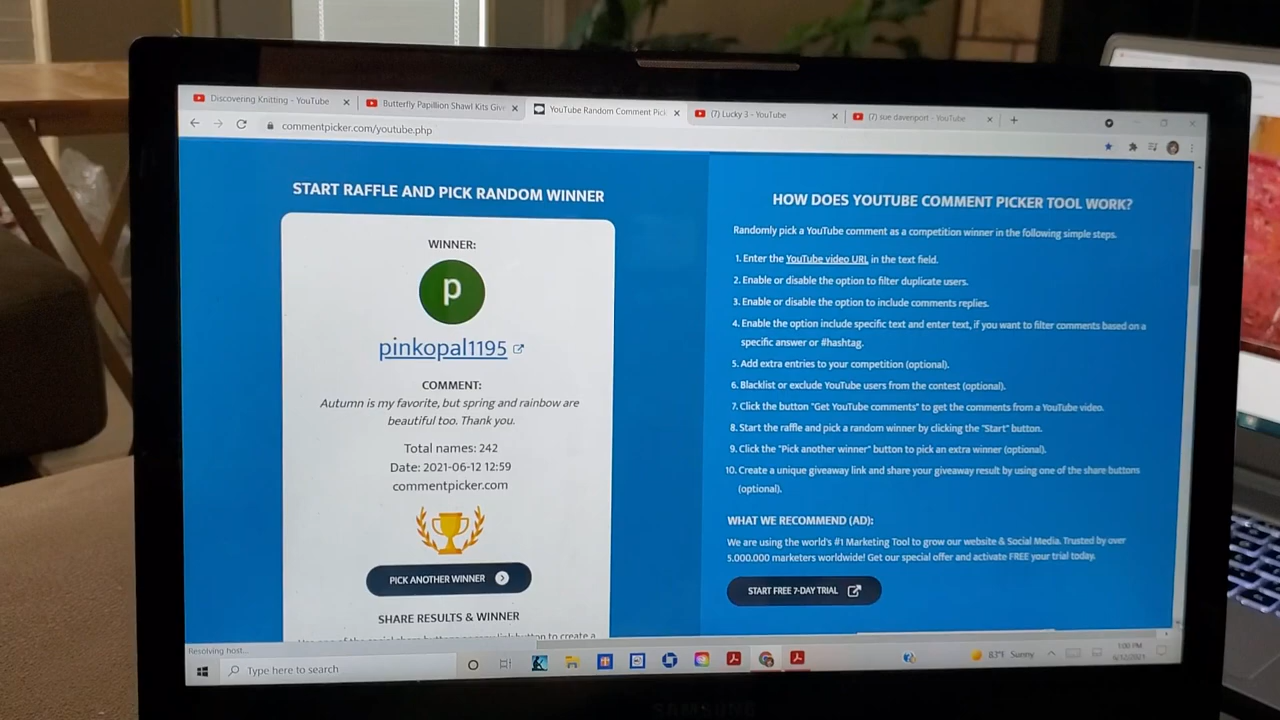 Discovering Knitting - YouTube
Butterfly Papillion Shawl Kits Giv
YouTube Random Comment Pick
(7) Lucky 3 - YouTube
(7) sue davenport - YouTube
commentpicker.com/youtube.php
START RAFFLE AND PICK RANDOM WINNER
WINNER:
p
pinkopal1195
COMMENT:
Autumn is my favorite, but spring and rainbow are
beautiful too. Thank you.
Total names: 242
Date: 2021-06-12 12:59
commentpicker.com
PICK ANOTHER WINNER
SHARE RESULTS & WINNER
HOW DOES YOUTUBE COMMENT PICKER TOOL WORK?
Randomly pick a YouTube comment as a competition winner in the following simple steps.
1. Enter the YouTube video URL in the text field.
2. Enable or disable the option to filter duplicate users.
3. Enable or disable the option to include comments replies.
4. Enable the option include specific text and enter text, if you want to filter comments based on a
specific answer or #hashtag.
5. Add extra entries to your competition (optional).
6. Blacklist or exclude YouTube users from the contest (optional).
7. Click the button "Get YouTube comments" to get the comments from a YouTube video.
8. Start the raffle and pick a random winner by clicking the "Start" button.
9. Click the "Pick another winner" button to pick an extra winner (optional).
10. Create a unique giveaway link and share your giveaway result by using one of the share buttons
(optional).
WHAT WE RECOMMEND (AD):
We are using the world's #1 Marketing Tool to grow our website & Social Media. Trusted by over
5.000.000 marketers worldwide! Get our special offer and activate FREE your trial today.
START FREE 7-DAY TRIAL
Resolving host...
Type here to search
83°F Sunny
1:00 PM
6/12/2021
SAMSUNG